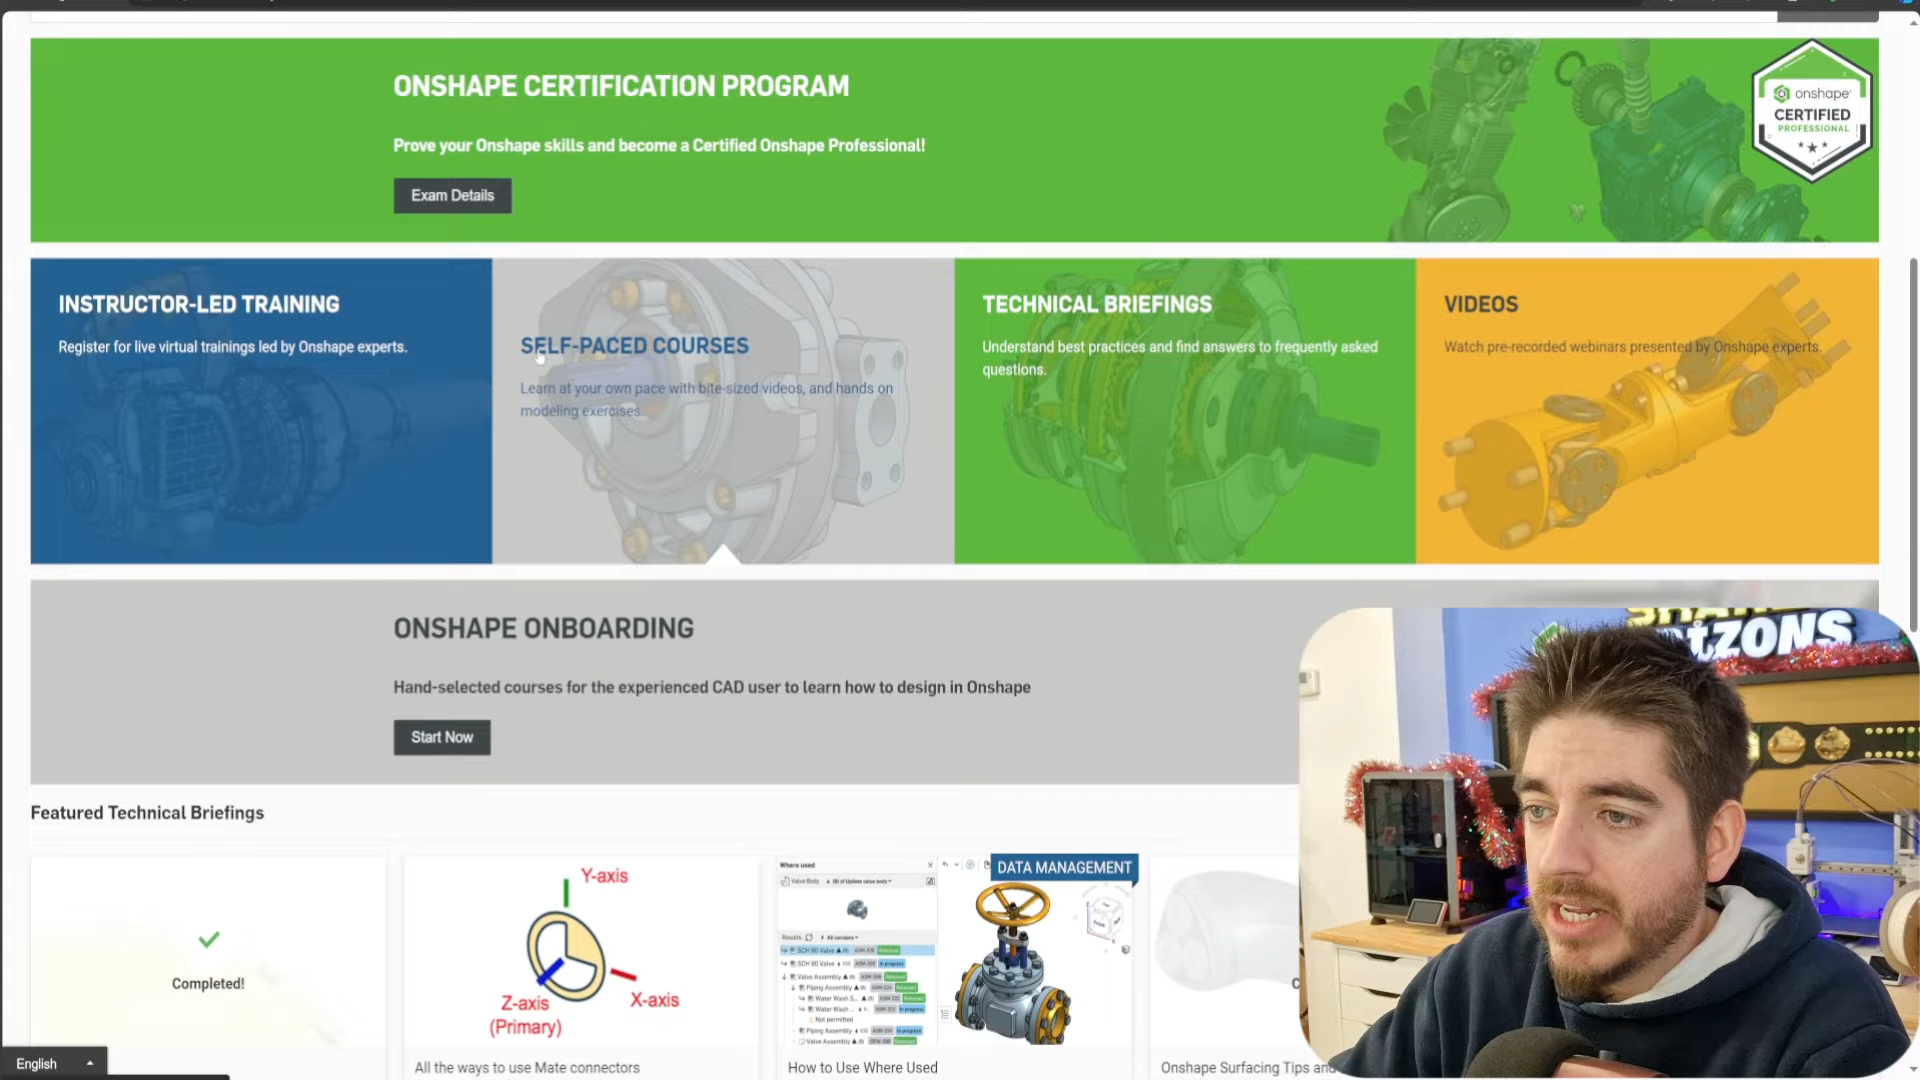 ONSHAPE CERTIFICATION PROGRAM
Prove your Onshape skills and become a Certified Onshape Professional!
Exam Details
onshape
CERTIFIED
PROFESSIONAL
INSTRUCTOR-LED TRAINING
Register for live virtual trainings led by Onshape experts.
SELF-PACED COURSES
Learn at your own pace with bite-sized videos, and hands on
modeling exercises.
TECHNICAL BRIEFINGS
Understand best practices and find answers to frequently asked
questions.
VIDEOS
Watch pre-recorded webinars presented by Onshape experts.
ONSHAPE ONBOARDING
Hand-selected courses for the experienced CAD user to learn how to design in Onshape
Start Now
Featured Technical Briefings
Completed!
Y-axis
X-axis
Z-axis
(Primary)
All the ways to use Mate connectors
Where used
DATA MANAGEMENT
How to Use Where Used
Onshape Surfacing Tips and
English